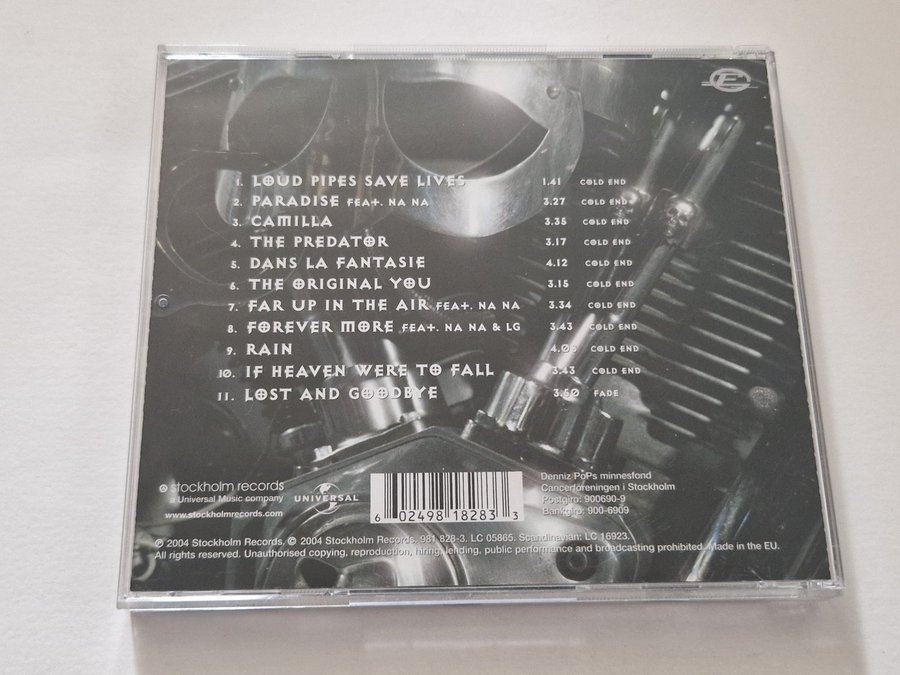 E
1. LOUD PIPES SAVE LIVES 1.41 COLD END
2. PARADISE FEAT. NA NA 3.27 COLD END
3. CAMILLA 3.35 COLD END
4. THE PREDATOR 3.17 COLD END
5. DANS LA FANTASIE 4.12 COLD END
6. THE ORIGINAL YOU 3.15 COLD END
7. FAR UP IN THE AIR FEAT. NA NA 3.34 COLD END
8. FOREVER MORE FEAT. NA NA & LG 3.43 COLD END
9. RAIN 4.06 COLD END
10. IF HEAVEN WERE TO FALL 3.43 COLD END
11. LOST AND GOODBYE 3.50 FADE
stockholm records
a Universal Music company
www.stockholmrecords.com
UNIVERSAL
6 02498 18283 3
Denniz PoPs minnesfond
Cancerföreningen i Stockholm
Postgiro: 900690-9
Bankgiro: 900-6909
℗ 2004 Stockholm Records, © 2004 Stockholm Records, 981 828-3. LC 05865. Scandinavian: LC 16923.
All rights reserved. Unauthorised copying, reproduction, hiring, lending, public performance and broadcasting prohibited. Made in the EU.